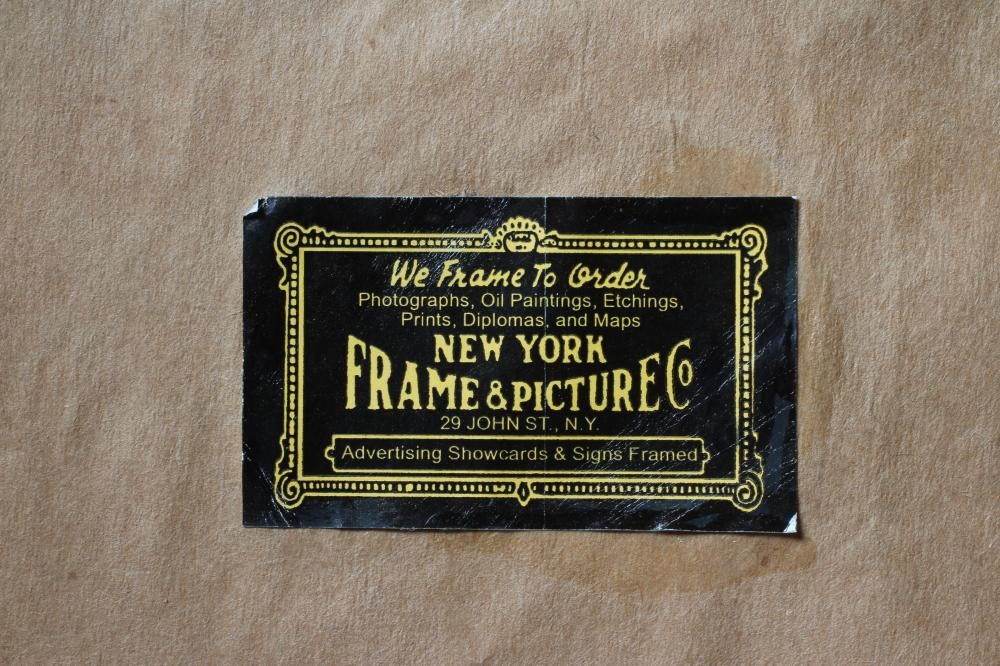 We Frame To Order
Photographs, Oil Paintings, Etchings,
Prints, Diplomas, and Maps
NEW YORK
FRAME & PICTURE Co
29 JOHN ST., N.Y.
Advertising Showcards & Signs Framed